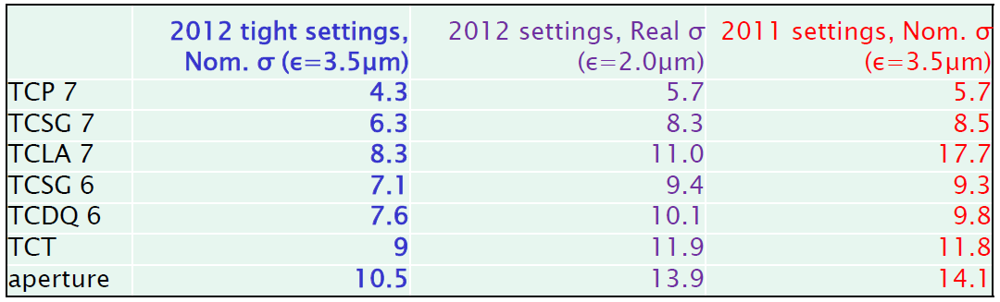 2012 tight settings, Nom. σ (ϵ=3.5μm) 2012 settings, Real σ (ϵ=2.0μm) 2011 settings, Nom. σ (ϵ=3.5μm)
TCP 7 4.3 5.7 5.7
TCSG 7 6.3 8.3 8.5
TCLA 7 8.3 11.0 17.7
TCSG 6 7.1 9.4 9.3
TCDQ 6 7.6 10.1 9.8
TCT 9 11.9 11.8
aperture 10.5 13.9 14.1